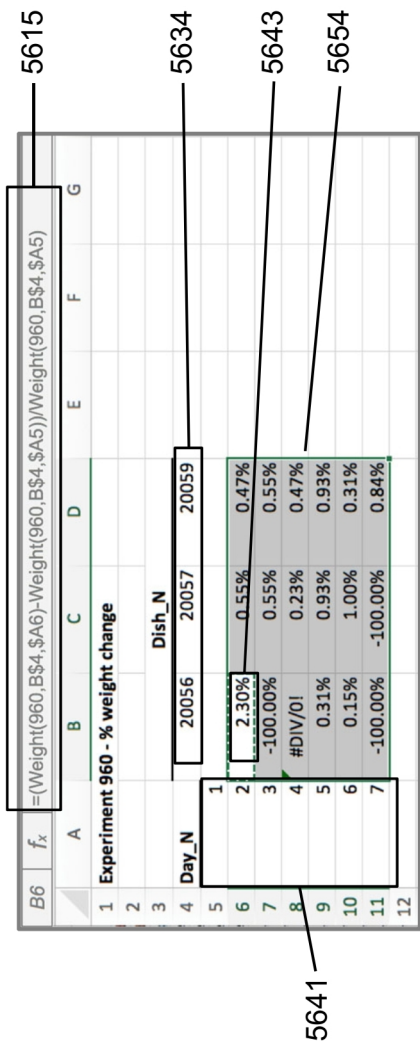 B6 fx =(Weight(960,B$4,$A6)-Weight(960,B$4,$A5))/Weight(960,B$4,$A5)
5615
A B C D E F G
1 Experiment 960 - % weight change
2
3 Dish_N
4 Day_N 20056 20057 20059
5634
5 1
6 2 2.30% 0.55% 0.47%
5643
7 3 -100.00% 0.55% 0.55%
8 4 #DIV/0! 0.23% 0.47%
5654
9 5 0.31% 0.93% 0.93%
10 6 0.15% 1.00% 0.31%
11 7 -100.00% -100.00% 0.84%
12
5641